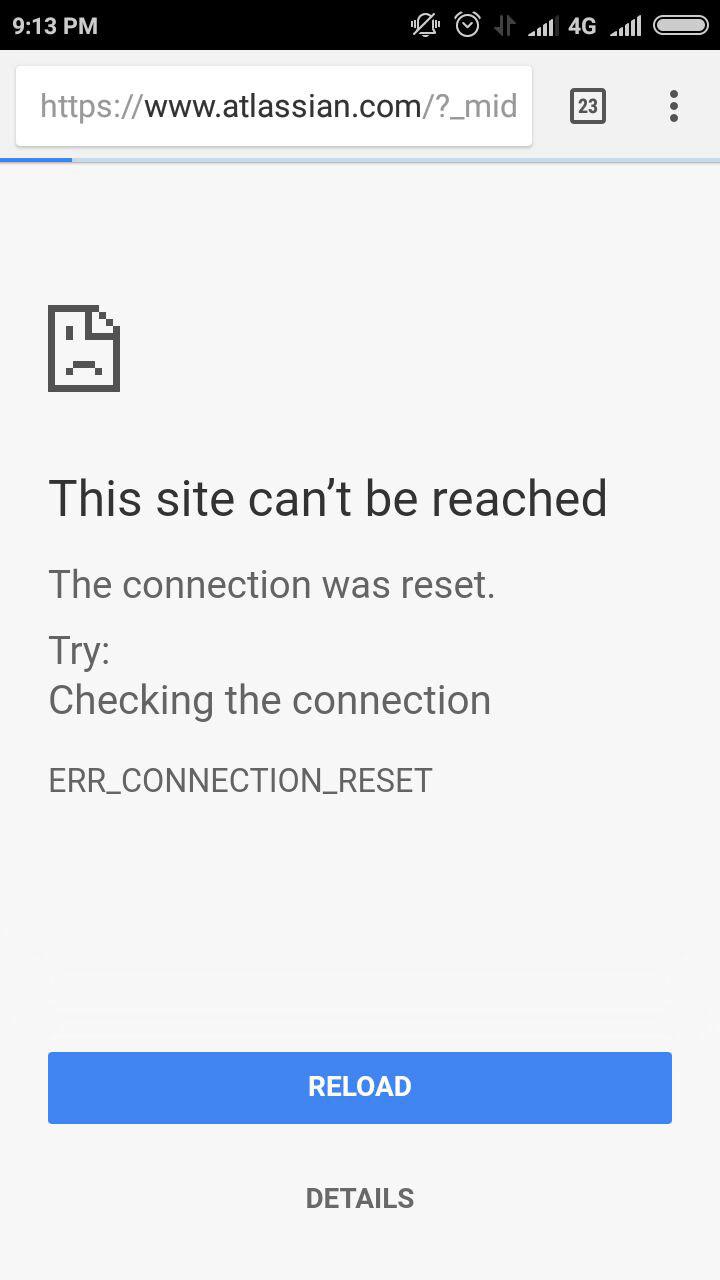 9:13 PM 4G
https://www.atlassian.com/?_mid 23
This site can’t be reached
The connection was reset.
Try:
Checking the connection
ERR_CONNECTION_RESET
RELOAD
DETAILS